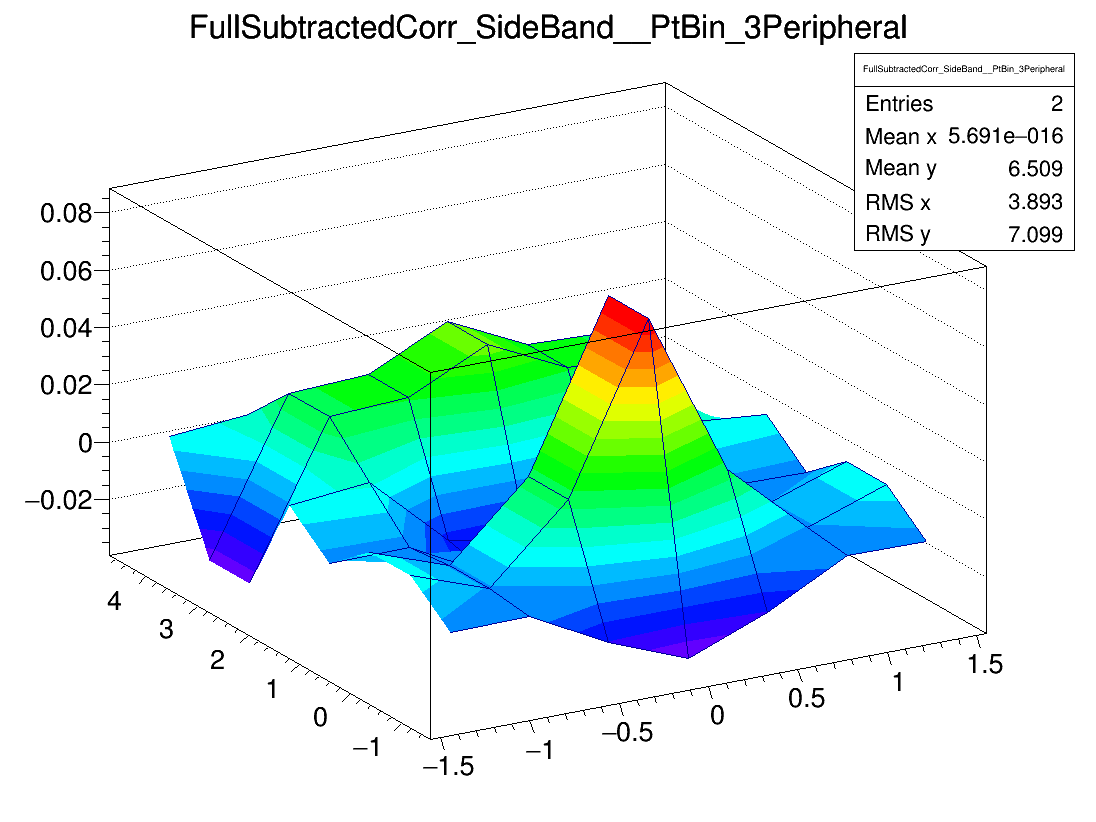 FullSubtractedCorr_SideBand__PtBin_3Peripheral
FullSubtractedCorr_SideBand__PtBin_3Peripheral
Entries 2
Mean x 5.691e−016
Mean y 6.509
RMS x 3.893
RMS y 7.099
0.08
0.06
0.04
0.02
0
−0.02
4
3
2
1
0
−1
−1.5
−1
−0.5
0
0.5
1
1.5